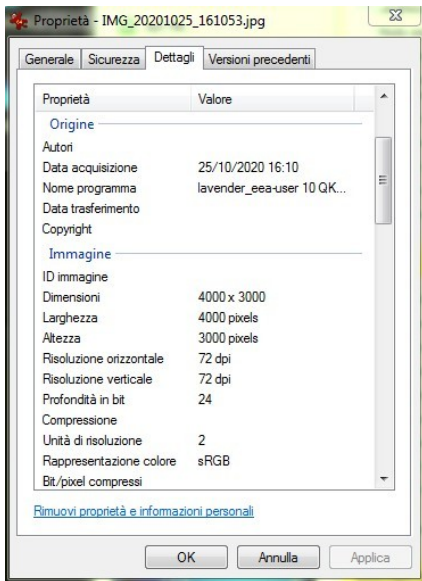 Proprietà - IMG_20201025_161053.jpg
Generale Sicurezza Dettagli Versioni precedenti
Proprietà Valore
Origine
Autori
Data acquisizione 25/10/2020 16:10
Nome programma lavender_eea-user 10 QK...
Data trasferimento
Copyright
Immagine
ID immagine
Dimensioni 4000 x 3000
Larghezza 4000 pixels
Altezza 3000 pixels
Risoluzione orizzontale 72 dpi
Risoluzione verticale 72 dpi
Profondità in bit 24
Compressione
Unità di risoluzione 2
Rappresentazione colore sRGB
Bit/pixel compressi
Rimuovi proprietà e informazioni personali
OK Annulla Applica